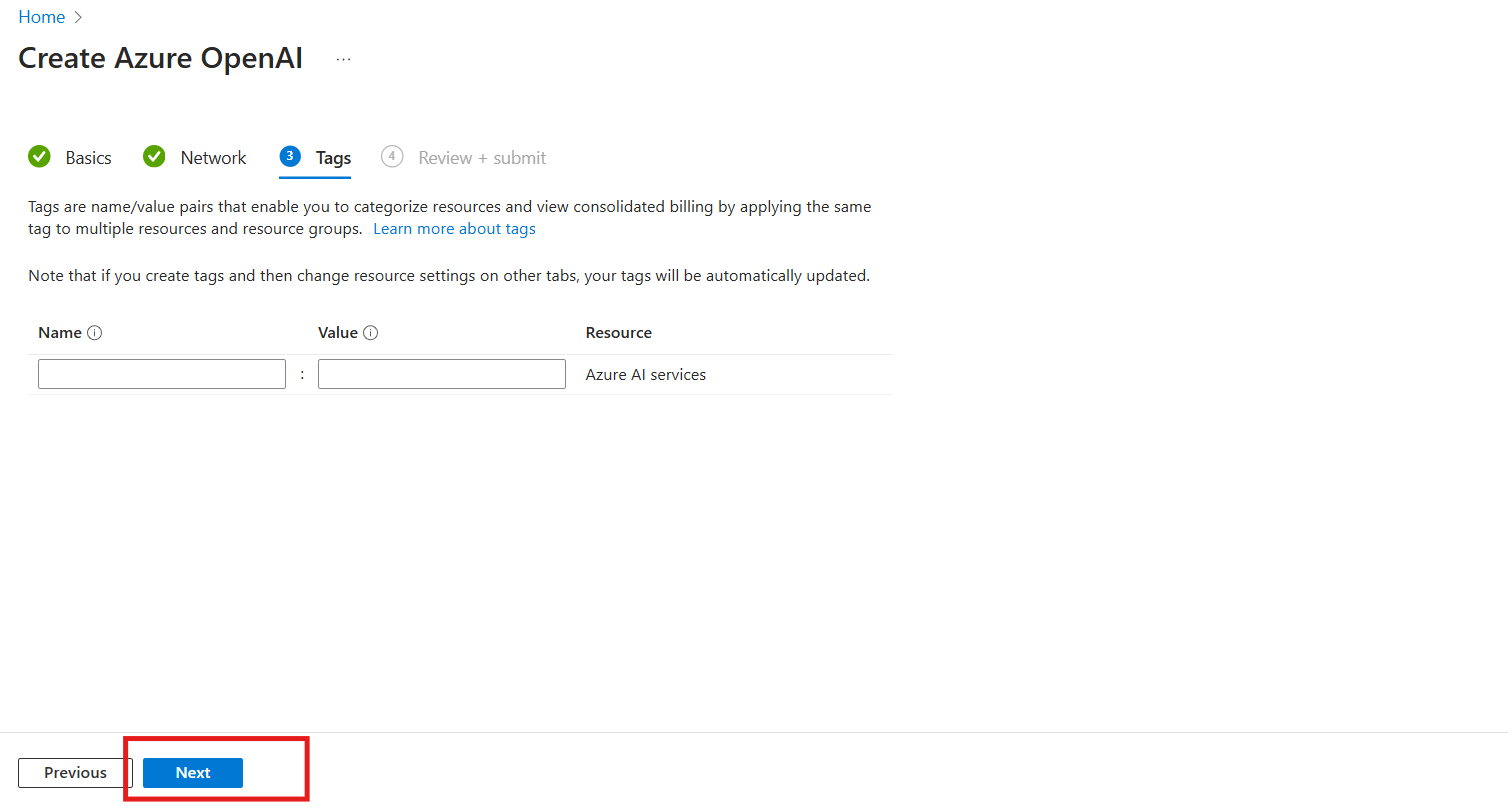 Home >
Create Azure OpenAI ...
Basics Network 3 Tags 4 Review + submit
Tags are name/value pairs that enable you to categorize resources and view consolidated billing by applying the same
tag to multiple resources and resource groups. Learn more about tags
Note that if you create tags and then change resource settings on other tabs, your tags will be automatically updated.
Name Value Resource
: Azure AI services
Previous Next